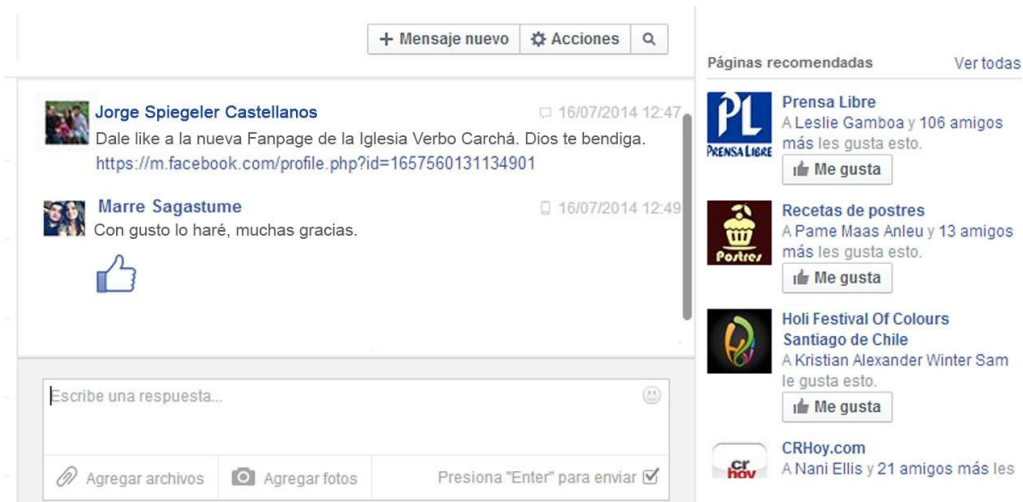 + Mensaje nuevo Acciones
Jorge Spiegeler Castellanos 16/07/2014 12:47
Dale like a la nueva Fanpage de la Iglesia Verbo Carchá. Dios te bendiga.
https://m.facebook.com/profile.php?id=1657560131134901
Marre Sagastume 16/07/2014 12:49
Con gusto lo haré, muchas gracias.
Escribe una respuesta...
Agregar archivos Agregar fotos Presiona "Enter" para enviar
Páginas recomendadas Ver todas
PL
PRENSA LIBRE
Prensa Libre
A Leslie Gamboa y 106 amigos
más les gusta esto.
Me gusta
Postres
Recetas de postres
A Pame Maas Anleu y 13 amigos
más les gusta esto.
Me gusta
Holi Festival Of Colours
Santiago de Chile
A Kristian Alexander Winter Sam
le gusta esto.
Me gusta
cr
hoy
CRHoy.com
A Nani Ellis y 21 amigos más les